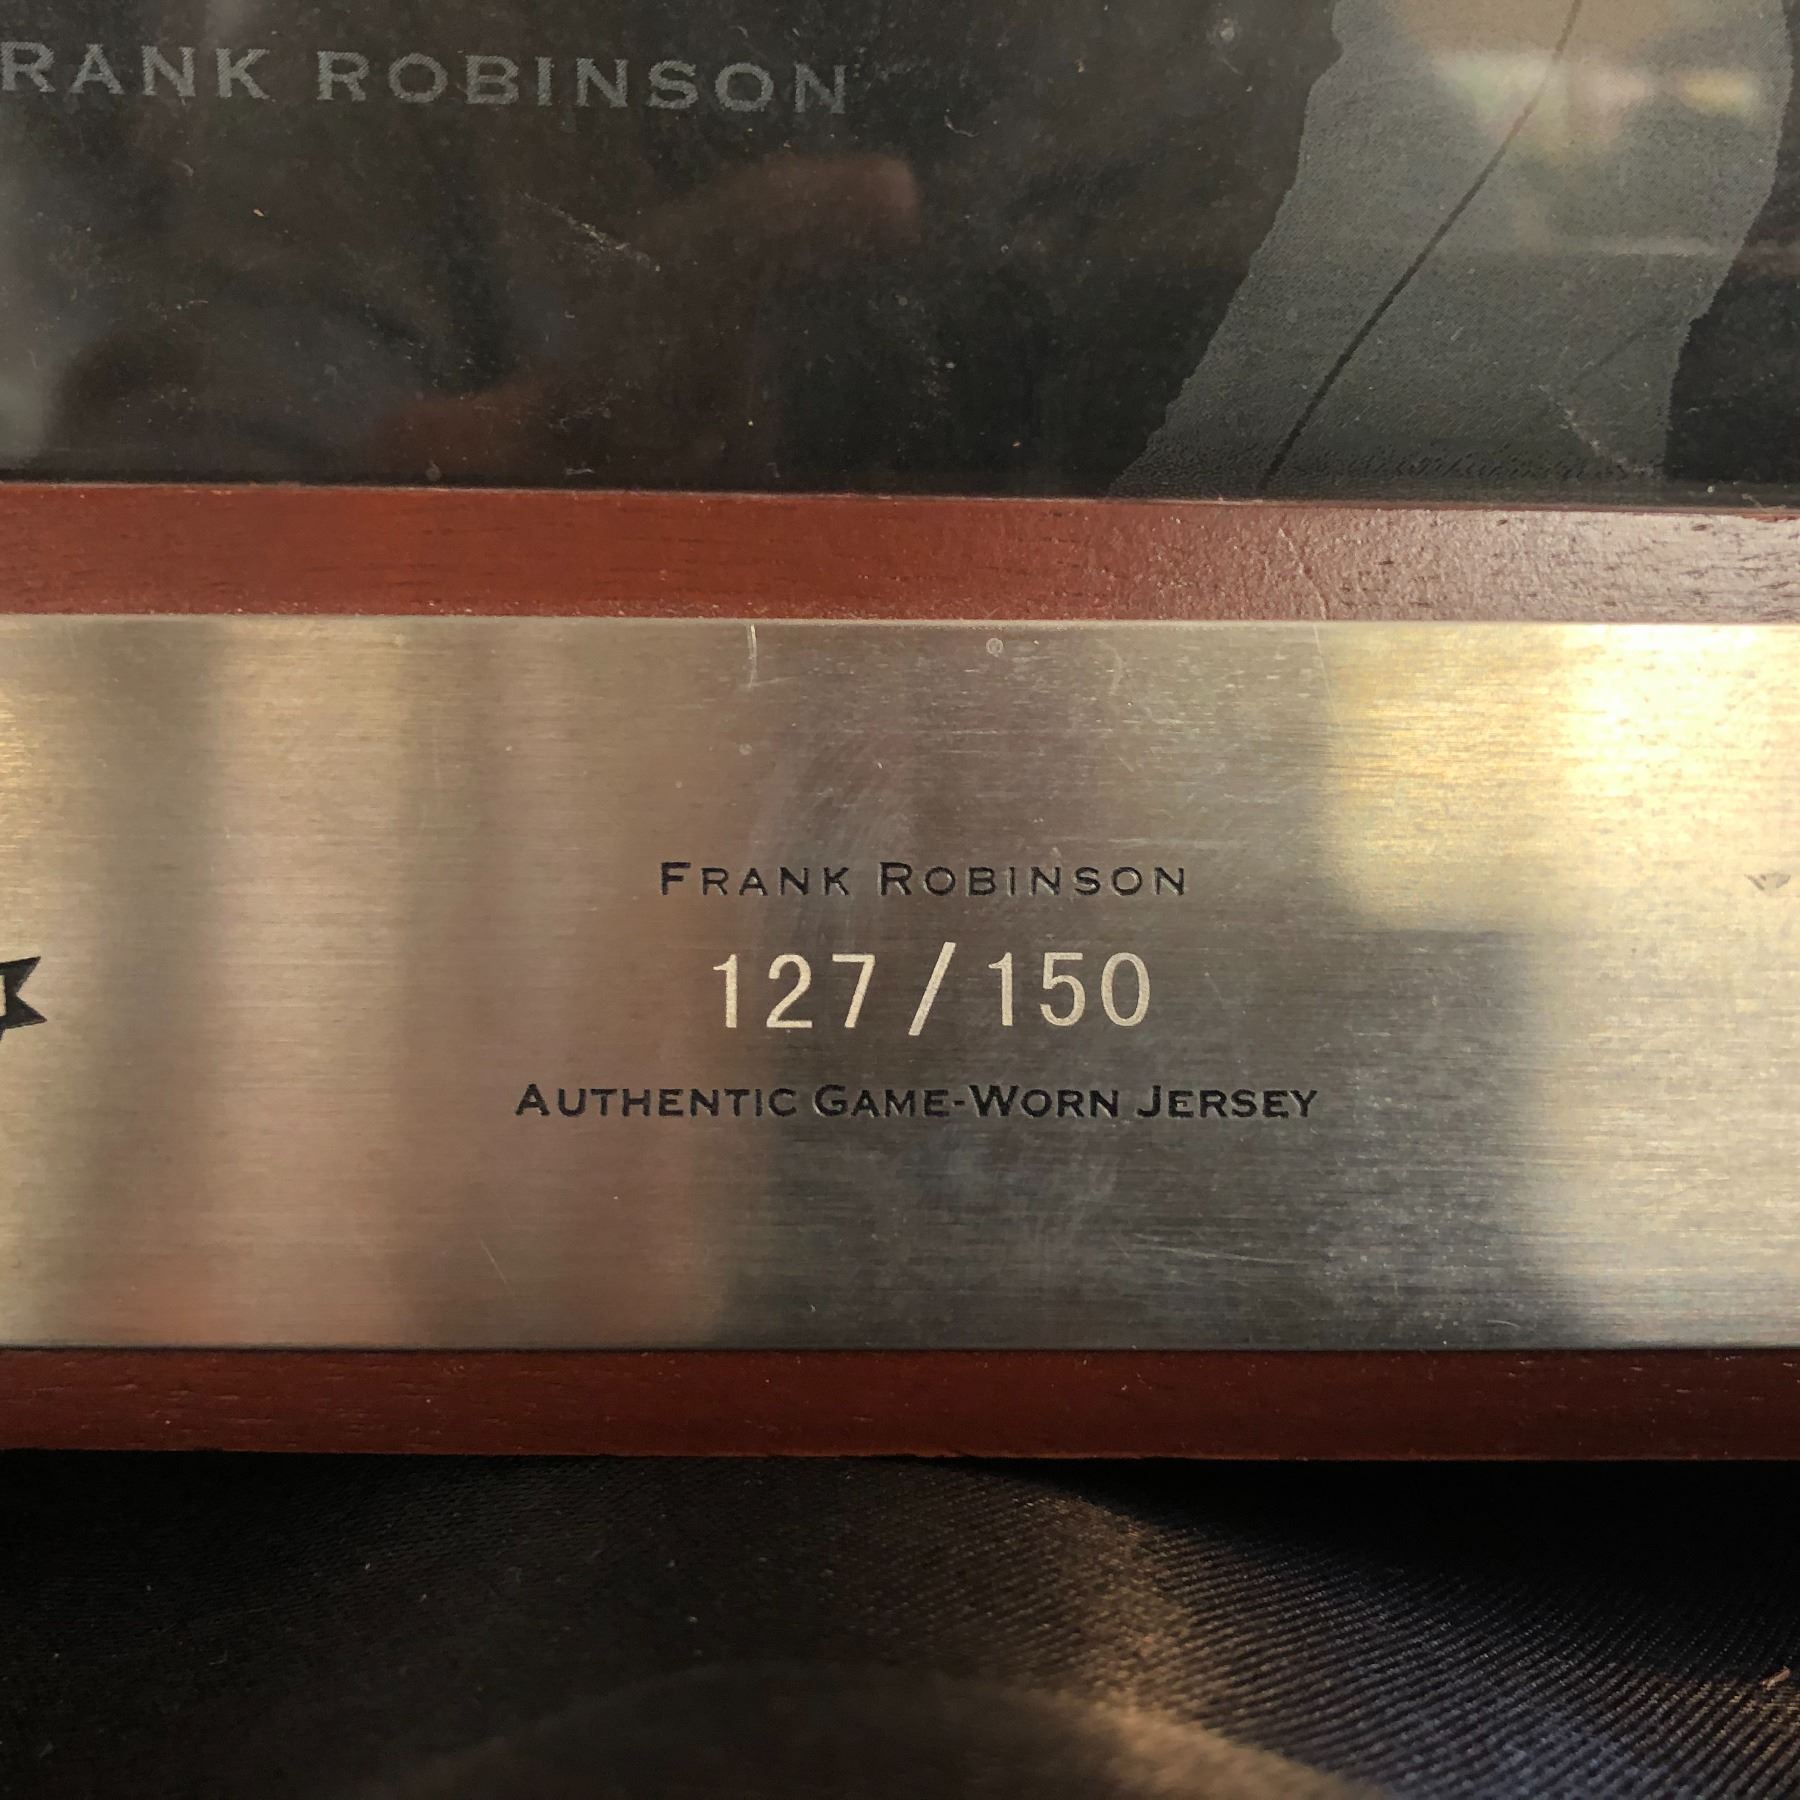 RANK ROBINSON
FRANK ROBINSON
127/150
AUTHENTIC GAME-WORN JERSEY